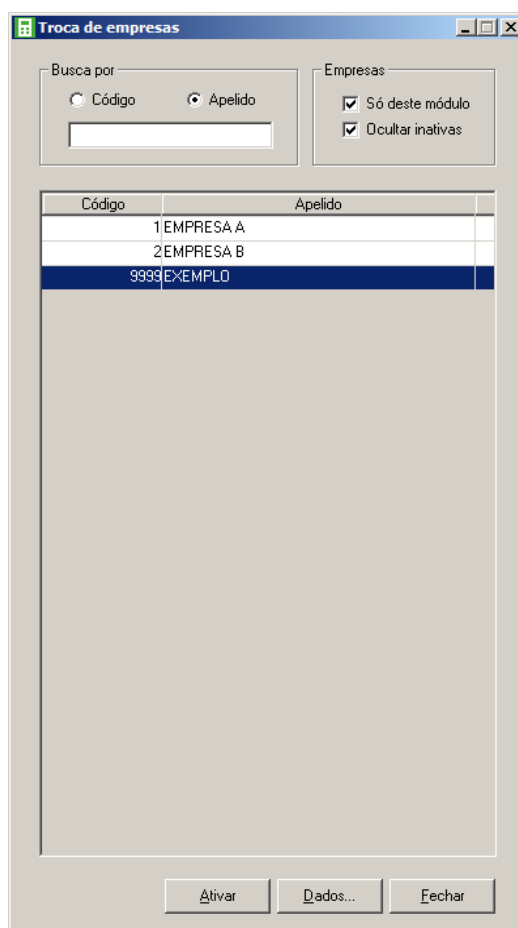 Troca de empresas
Busca por
Código Apelido
Empresas
Só deste módulo
Ocultar inativas
Código Apelido
1 EMPRESA A
2 EMPRESA B
9999 EXEMPLO
Ativar Dados... Fechar